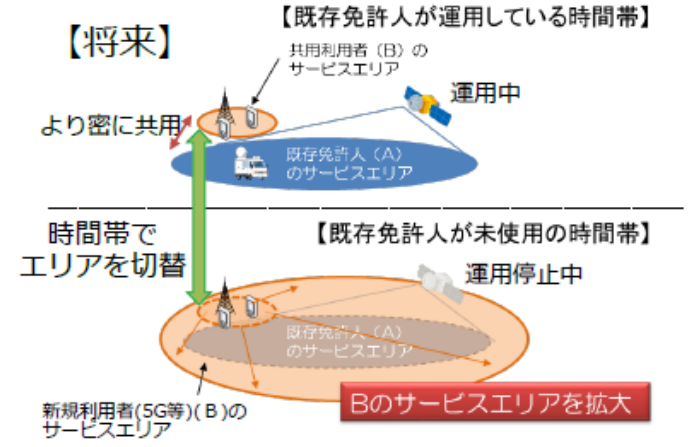 【将来】
【既存免許人が運用している時間帯】
共用利用者（B）の
サービスエリア
運用中
より密に共用
既存免許人（A）
のサービスエリア
時間帯で
エリアを切替
【既存免許人が未使用の時間帯】
運用停止中
既存免許人（A）
のサービスエリア
新規利用者(5G等)(B)の
サービスエリア
Bのサービスエリアを拡大